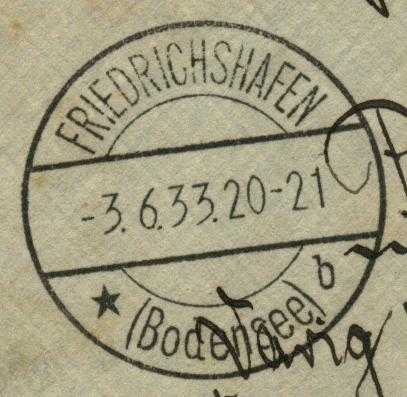 FRIEDRICHSHAFEN
-3.6.33.20-21
b
(Bodensee)